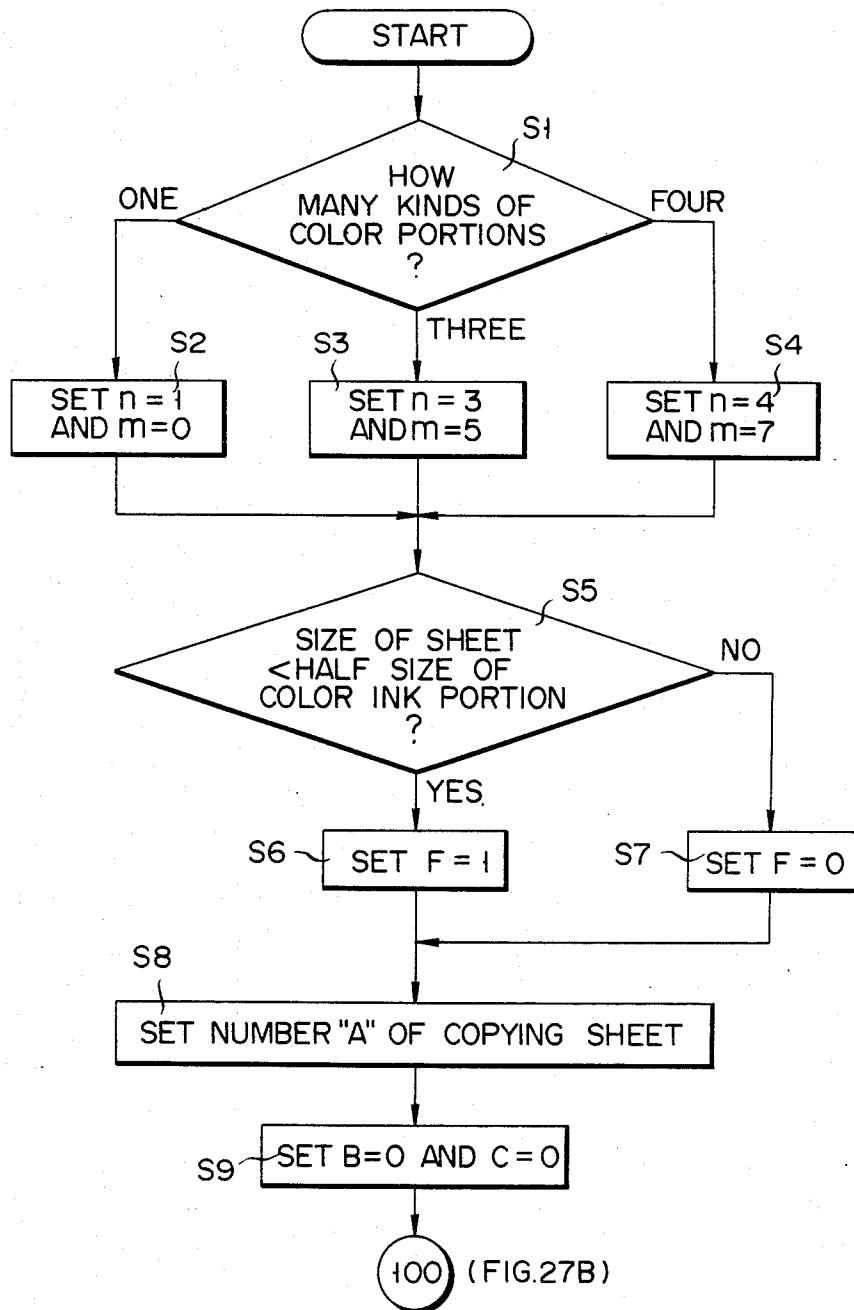 START
S1
HOW
MANY KINDS OF
COLOR PORTIONS
?
ONE
FOUR
THREE
S2
SET n = 1
AND m=0
S3
SET n = 3
AND m=5
S4
SET n=4
AND m=7
S5
SIZE OF SHEET
<HALF SIZE OF
COLOR INK PORTION
?
NO
YES
S6
SET F = 1
S7
SET F = 0
S8
SET NUMBER "A" OF COPYING SHEET
S9
SET B=0 AND C=0
100 (FIG.27B)